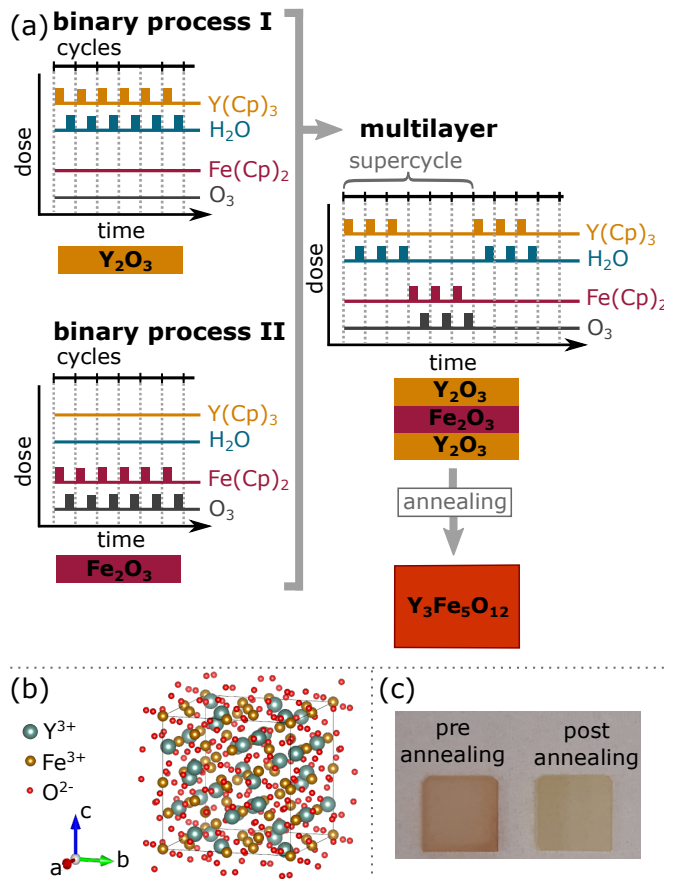 (a)
binary process I
cycles
dose
Y(Cp)₃
H₂O
Fe(Cp)₂
O₃
time
Y₂O₃
binary process II
cycles
dose
Y(Cp)₃
H₂O
Fe(Cp)₂
O₃
time
Fe₂O₃
multilayer
supercycle
dose
Y(Cp)₃
H₂O
Fe(Cp)₂
O₃
time
Y₂O₃
Fe₂O₃
Y₂O₃
annealing
Y₃Fe₅O₁₂
(b)
Y³⁺
Fe³⁺
O²⁻
c
a
b
(c)
pre
annealing
post
annealing